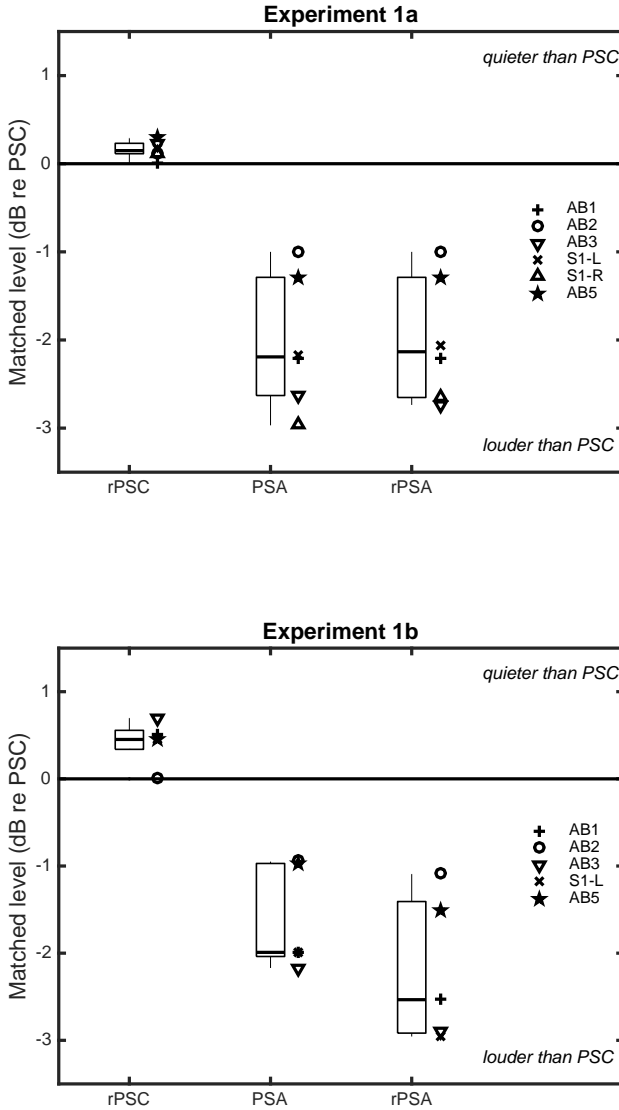 Experiment 1a
quieter than PSC
1
0
-1
-2
-3
Matched level (dB re PSC)
AB1
AB2
AB3
S1-L
S1-R
AB5
louder than PSC
rPSC PSA rPSA
Experiment 1b
quieter than PSC
1
0
-1
-2
-3
Matched level (dB re PSC)
AB1
AB2
AB3
S1-L
AB5
louder than PSC
rPSC PSA rPSA